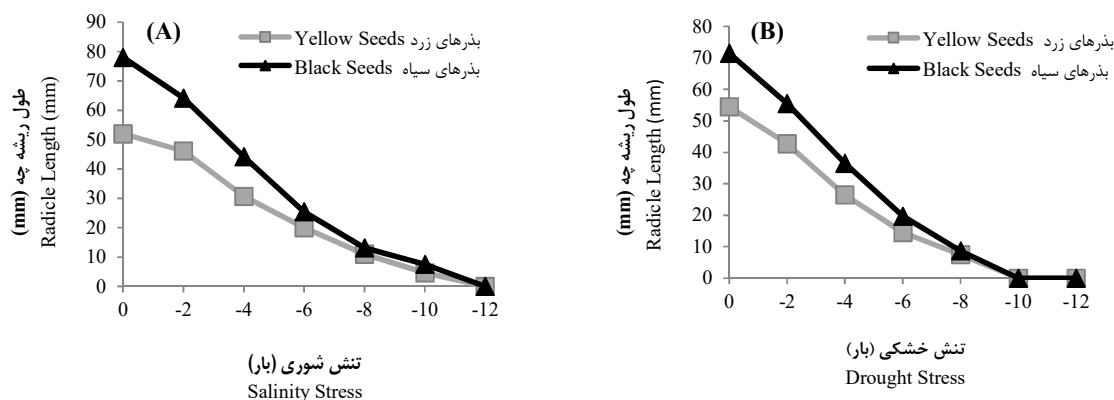 (A)
Yellow Seeds بذرهای زرد
Black Seeds بذرهای سیاه
90
80
70
60
50
40
30
20
10
0
طول ریشه چه (mm)
Radicle Length (mm)
0 -2 -4 -6 -8 -10 -12
تنش شوری (بار)
Salinity Stress
(B)
Yellow Seeds بذرهای زرد
Black Seeds بذرهای سیاه
80
70
60
50
40
30
20
10
0
طول ریشه چه (mm)
Radicle Length (mm)
0 -2 -4 -6 -8 -10 -12
تنش خشکی (بار)
Drought Stress